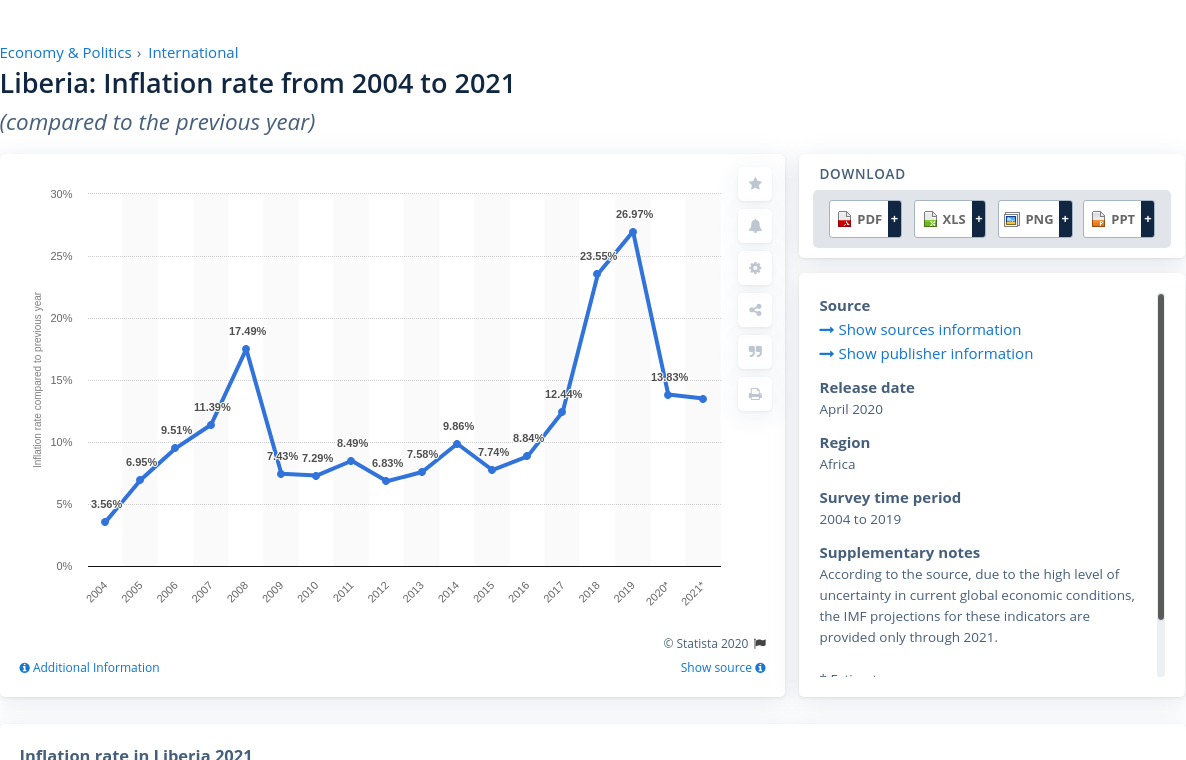 Economy & Politics › International
Liberia: Inflation rate from 2004 to 2021
(compared to the previous year)
Inflation rate compared to previous year
30%
25%
20%
15%
10%
5%
0%
3.56%
6.95%
9.51%
11.39%
17.49%
7.43%
7.29%
8.49%
6.83%
7.58%
9.86%
7.74%
8.84%
12.44%
23.55%
26.97%
13.83%
2004
2005
2006
2007
2008
2009
2010
2011
2012
2013
2014
2015
2016
2017
2018
2019
2020*
2021*
© Statista 2020
Additional Information
Show source
DOWNLOAD
PDF +
XLS +
PNG +
PPT +
Source
Show sources information
Show publisher information
Release date
April 2020
Region
Africa
Survey time period
2004 to 2019
Supplementary notes
According to the source, due to the high level of
uncertainty in current global economic conditions,
the IMF projections for these indicators are
provided only through 2021.
Inflation rate in Liberia 2021